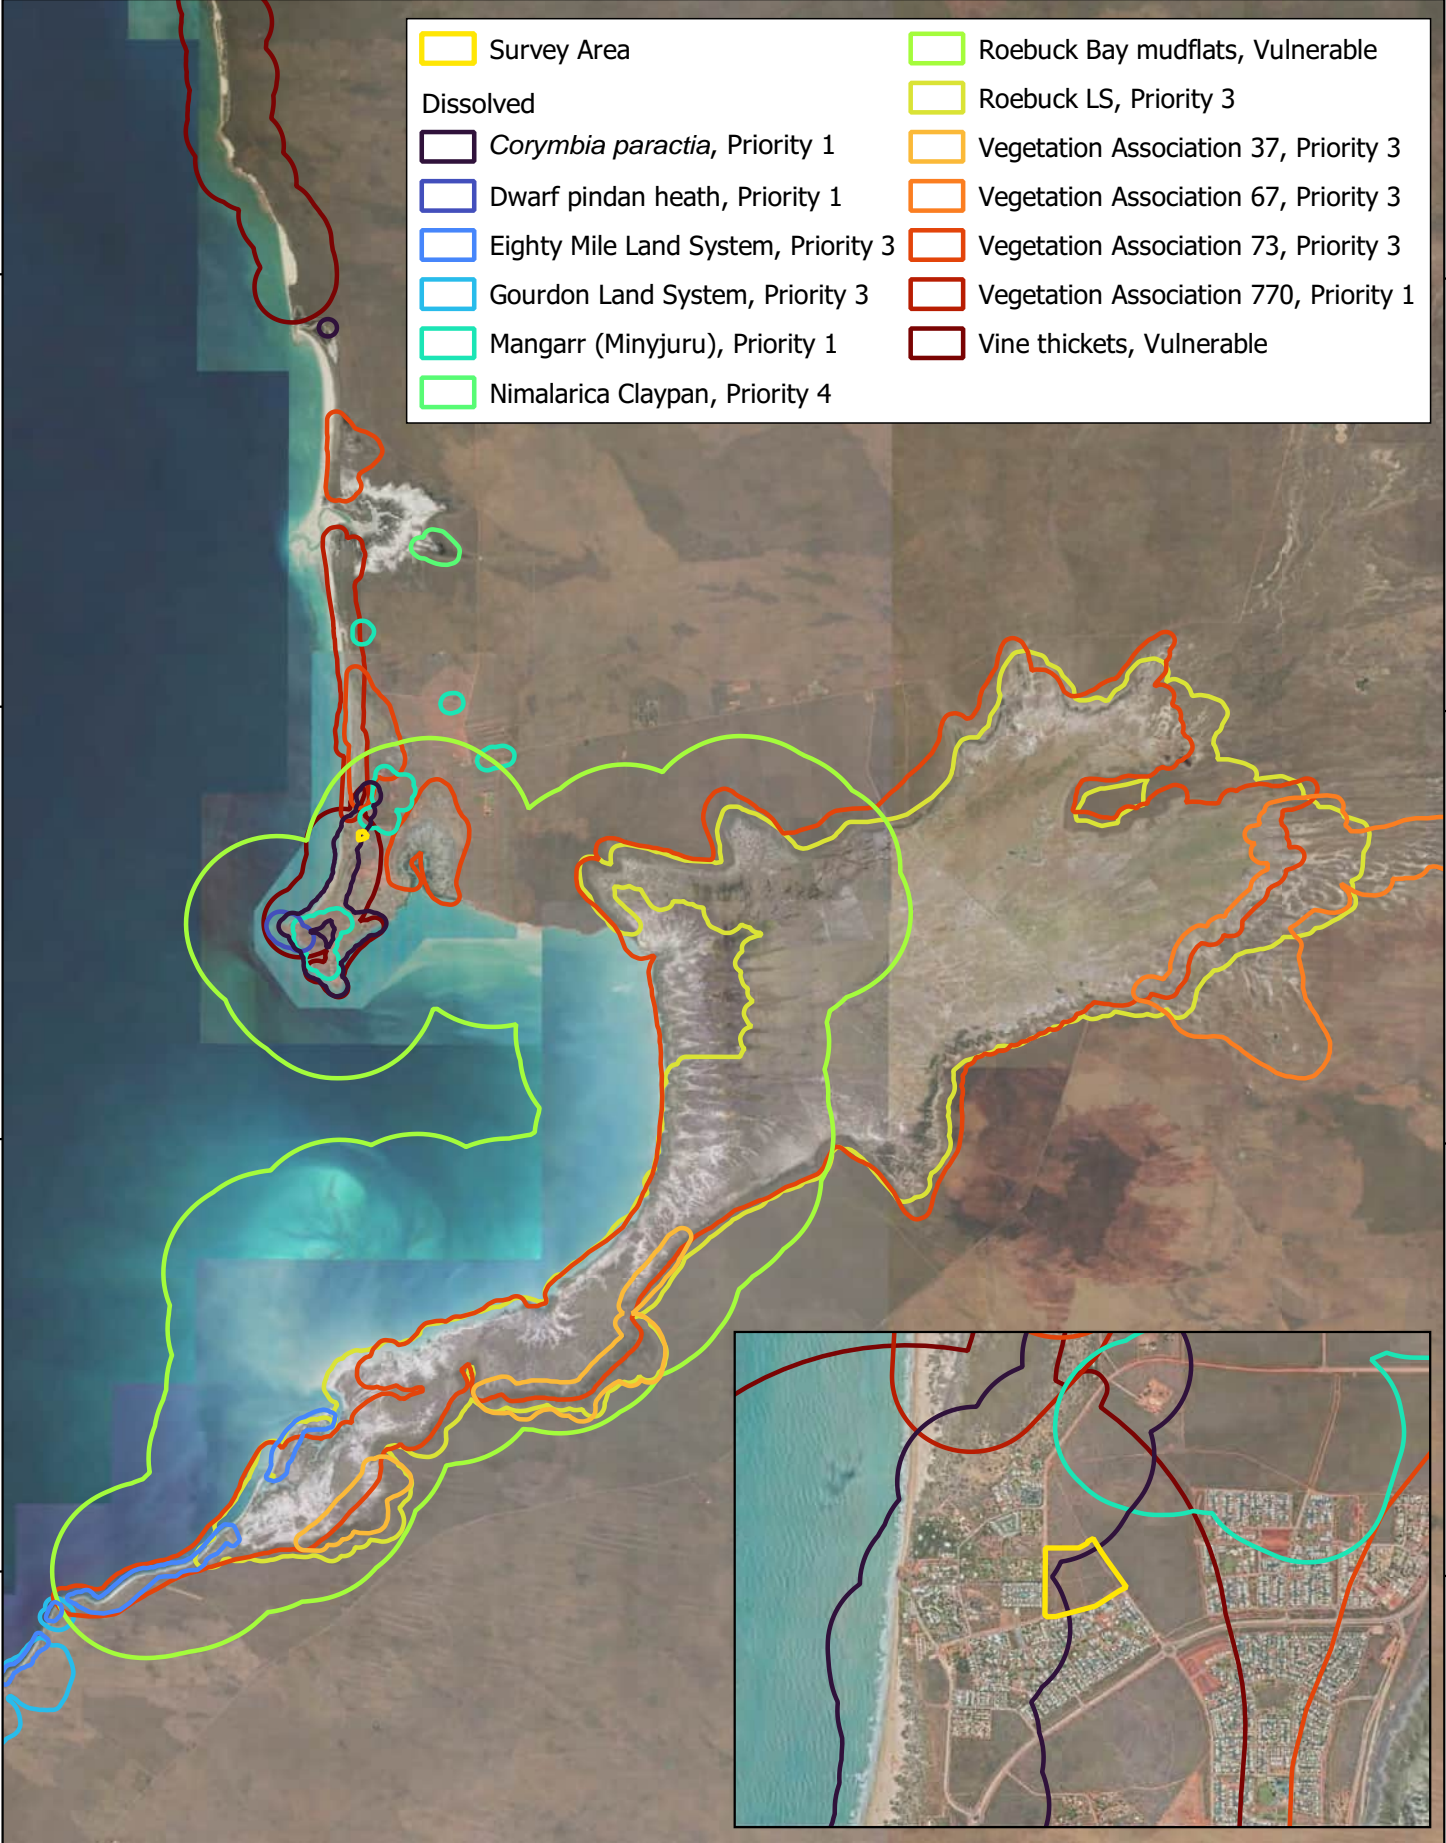 Survey Area
Dissolved
Corymbia paractia, Priority 1
Dwarf pindan heath, Priority 1
Eighty Mile Land System, Priority 3
Gourdon Land System, Priority 3
Mangarr (Minyjuru), Priority 1
Nimalarica Claypan, Priority 4
Roebuck Bay mudflats, Vulnerable
Roebuck LS, Priority 3
Vegetation Association 37, Priority 3
Vegetation Association 67, Priority 3
Vegetation Association 73, Priority 3
Vegetation Association 770, Priority 1
Vine thickets, Vulnerable